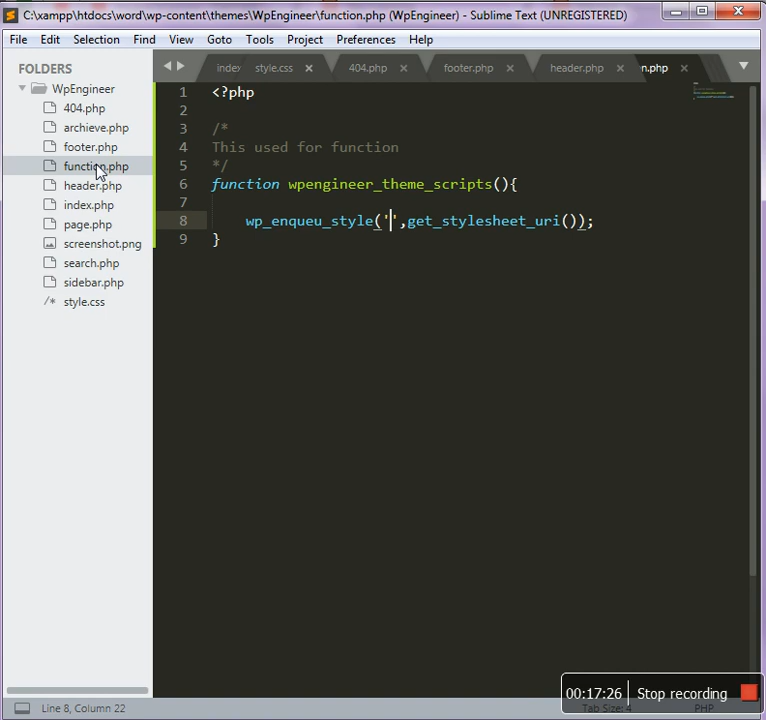 C:\xampp\htdocs\word\wp-content\themes\WpEngineer\function.php (WpEngineer) - Sublime Text (UNREGISTERED)
File Edit Selection Find View Goto Tools Project Preferences Help
FOLDERS
WpEngineer
404.php
archieve.php
footer.php
function.php
header.php
index.php
page.php
screenshot.png
search.php
sidebar.php
/* style.css
index style.css 404.php footer.php header.php n.php
1 <?php
2
3 /*
4 This used for function
5 */
6 function wpengineer_theme_scripts(){
7
8 wp_enqueu_style('',get_stylesheet_uri());
9 }
00:17:26 Stop recording
Line 8, Column 22
Tab Size: 4 PHP